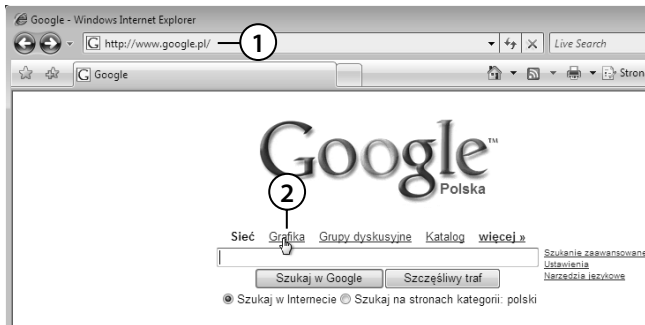 Google - Windows Internet Explorer
http://www.google.pl/
1
Live Search
Google
Stron
Google™
Polska
2
Sieć Grafika Grupy dyskusyjne Katalog więcej »
Szukanie zaawansowane
Ustawienia
Narzędzia językowe
Szukaj w Google Szczęśliwy traf
Szukaj w Internecie Szukaj na stronach kategorii: polski